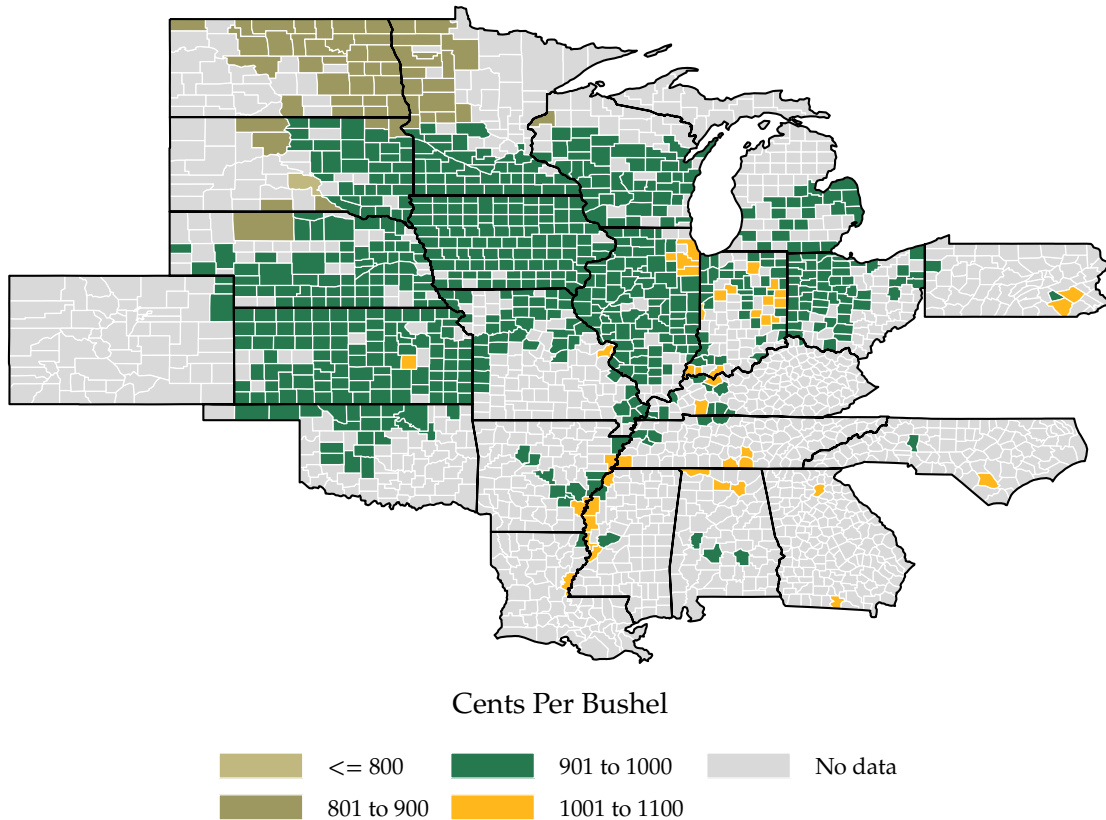 Cents Per Bushel
<= 800
901 to 1000
No data
801 to 900
1001 to 1100